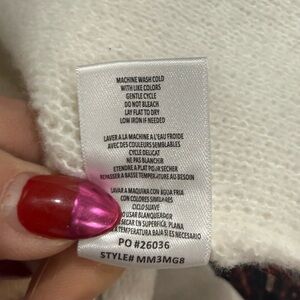 MACHINE WASH COLD
WITH LIKE COLORS
GENTLE CYCLE
DO NOT BLEACH
LAY FLAT TO DRY
LOW IRON IF NEEDED
LAVER A LA MACHINE A L'EAU FROIDE
AVEC DES COULEURS SEMBLABLES
CYCLE DELICAT
NE PAS BLANCHIR
ETENDRE A PLAT POUR SECHER
REPASSER A BASSE TEMPERATURE AU BESOIN
LAVAR A MAQUINA CON AGUA FRIA
CON COLORES SIMILARES
CICLO SUAVE
USAR BLANQUEADOR
SECAR EN SUPERFICIE PLANA
TEMPERATURA BAJA SI ES NECESARIO
PO #26036
STYLE# MM3MG8